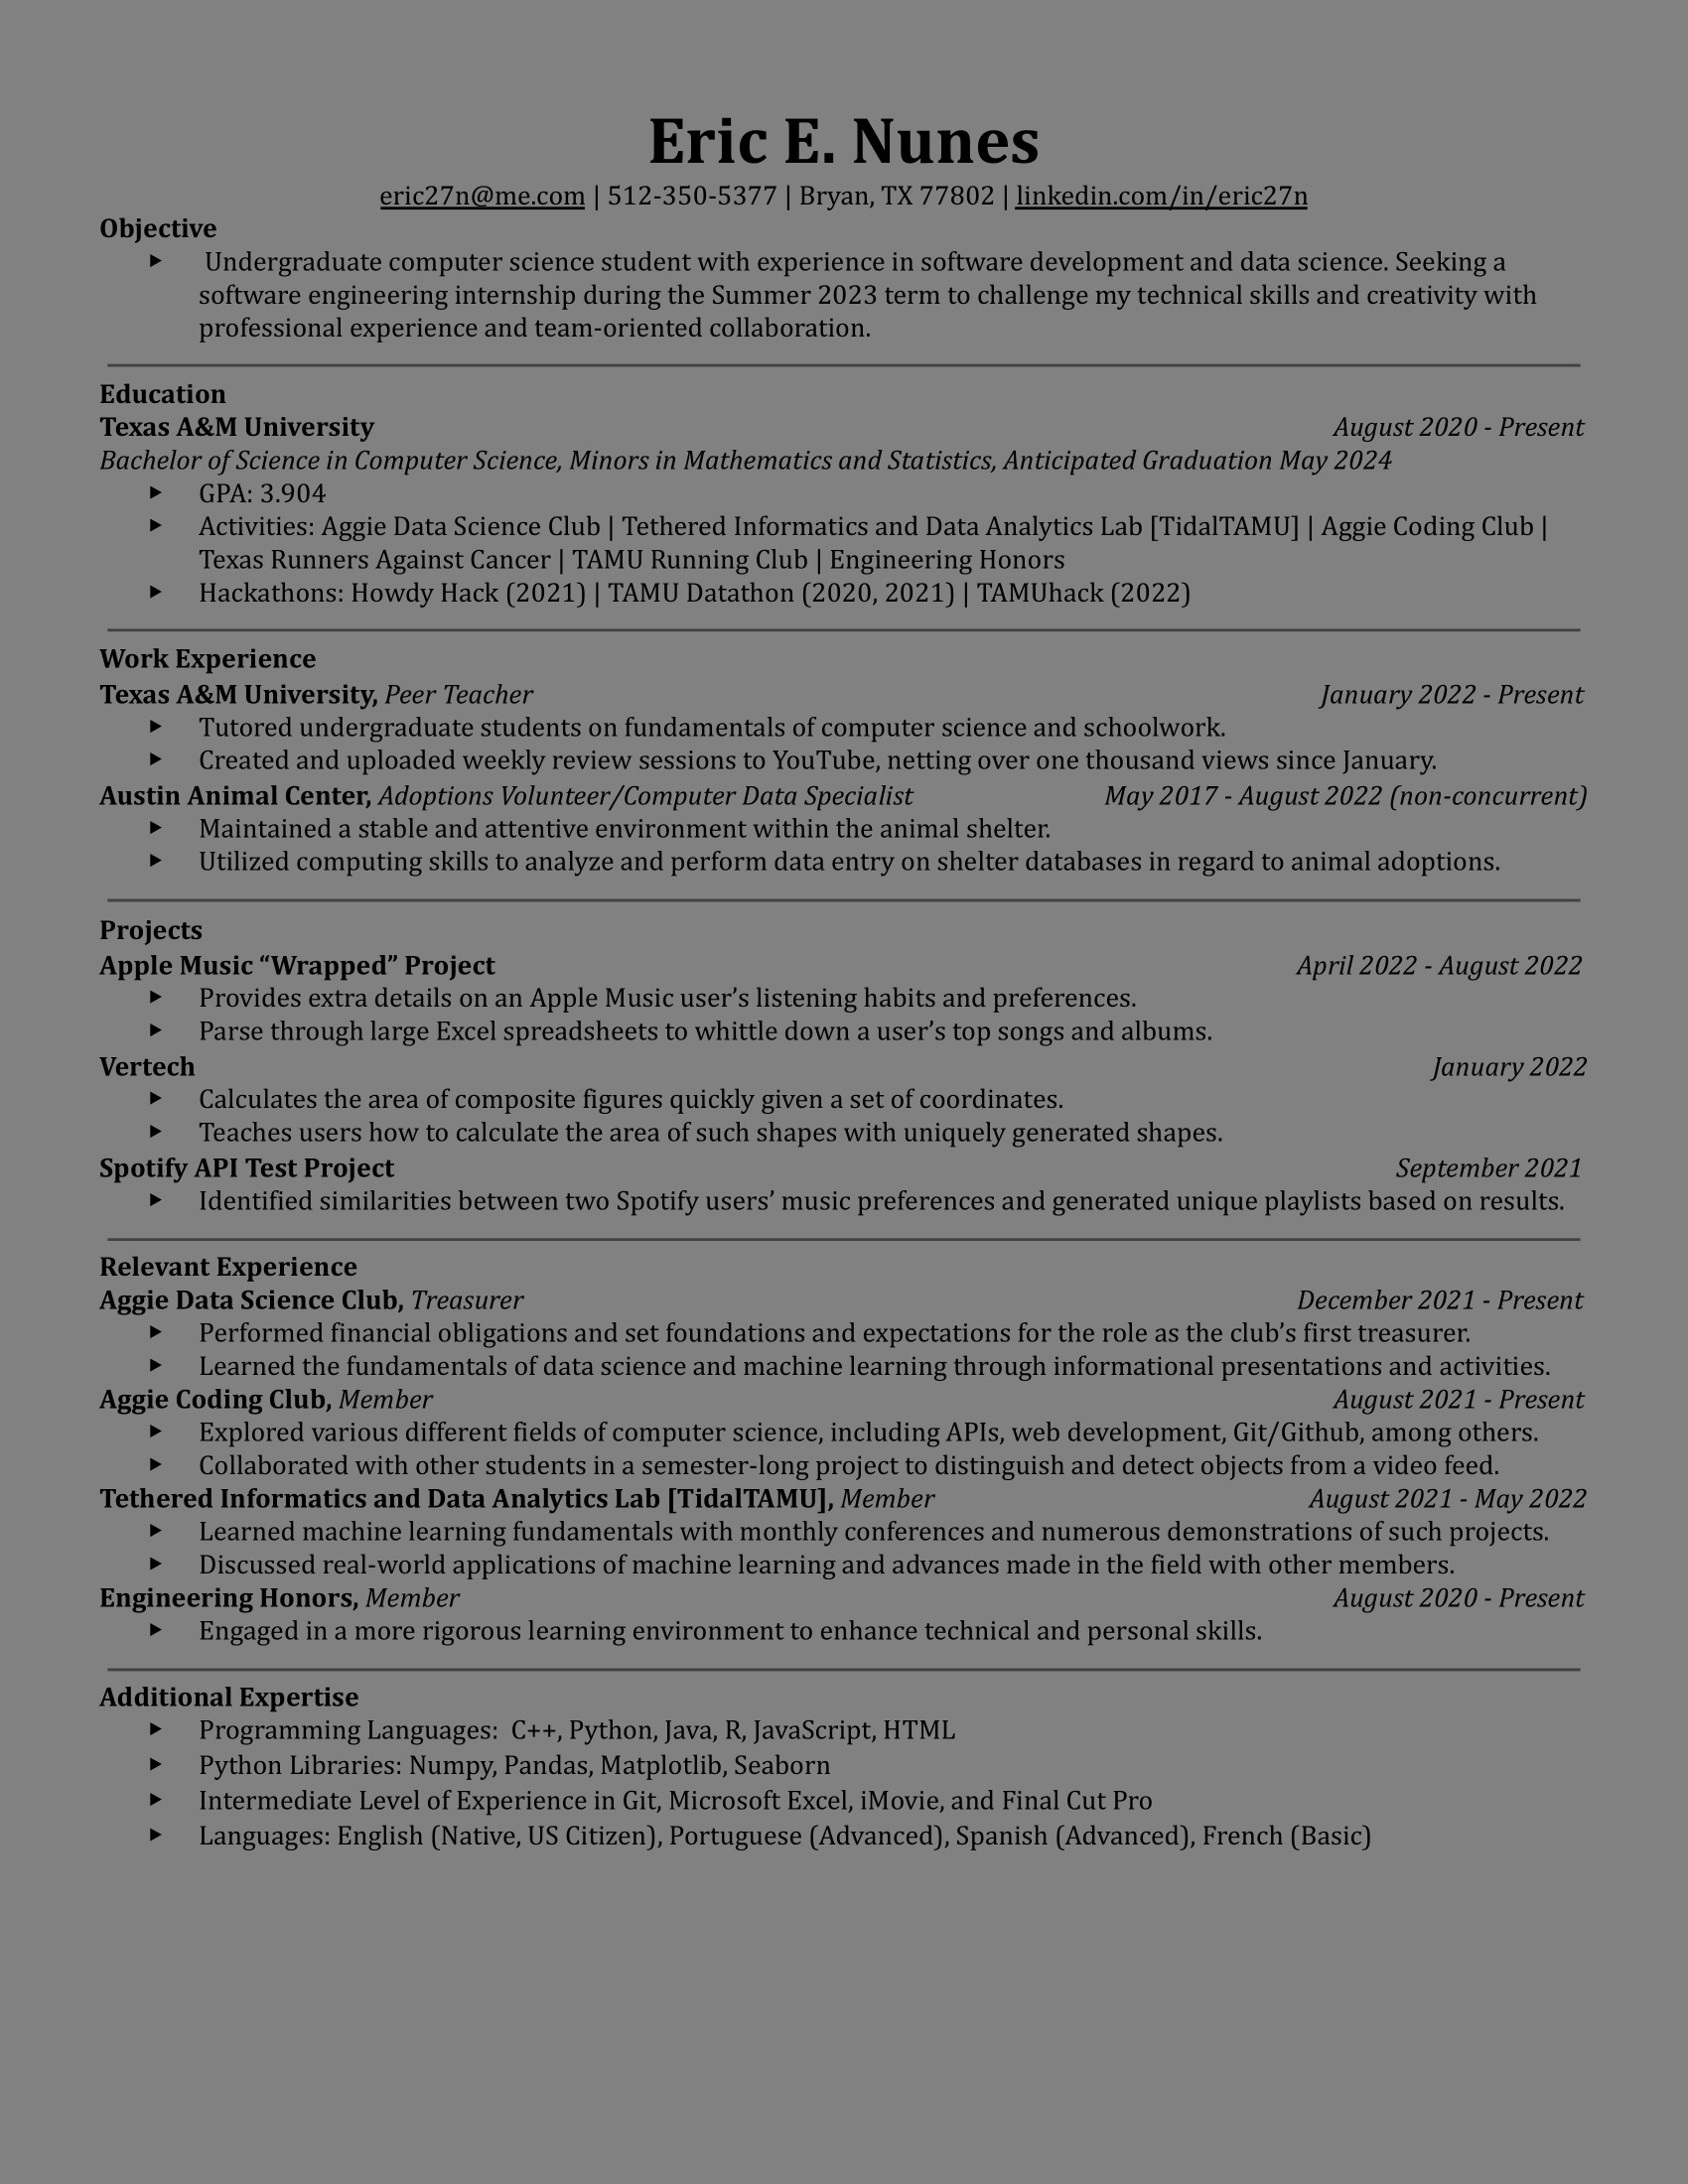 Eric E. Nunes
eric27n@me.com | 512-350-5377 | Bryan, TX 77802 | linkedin.com/in/eric27n
Objective
▶ Undergraduate computer science student with experience in software development and data science. Seeking a
software engineering internship during the Summer 2023 term to challenge my technical skills and creativity with
professional experience and team-oriented collaboration.
Education
Texas A&M University August 2020 - Present
Bachelor of Science in Computer Science, Minors in Mathematics and Statistics, Anticipated Graduation May 2024
▶ GPA: 3.904
▶ Activities: Aggie Data Science Club | Tethered Informatics and Data Analytics Lab [TidalTAMU] | Aggie Coding Club |
Texas Runners Against Cancer | TAMU Running Club | Engineering Honors
▶ Hackathons: Howdy Hack (2021) | TAMU Datathon (2020, 2021) | TAMUhack (2022)
Work Experience
Texas A&M University, Peer Teacher January 2022 - Present
▶ Tutored undergraduate students on fundamentals of computer science and schoolwork.
▶ Created and uploaded weekly review sessions to YouTube, netting over one thousand views since January.
Austin Animal Center, Adoptions Volunteer/Computer Data Specialist May 2017 - August 2022 (non-concurrent)
▶ Maintained a stable and attentive environment within the animal shelter.
▶ Utilized computing skills to analyze and perform data entry on shelter databases in regard to animal adoptions.
Projects
Apple Music “Wrapped” Project April 2022 - August 2022
▶ Provides extra details on an Apple Music user’s listening habits and preferences.
▶ Parse through large Excel spreadsheets to whittle down a user’s top songs and albums.
Vertech January 2022
▶ Calculates the area of composite figures quickly given a set of coordinates.
▶ Teaches users how to calculate the area of such shapes with uniquely generated shapes.
Spotify API Test Project September 2021
▶ Identified similarities between two Spotify users’ music preferences and generated unique playlists based on results.
Relevant Experience
Aggie Data Science Club, Treasurer December 2021 - Present
▶ Performed financial obligations and set foundations and expectations for the role as the club’s first treasurer.
▶ Learned the fundamentals of data science and machine learning through informational presentations and activities.
Aggie Coding Club, Member August 2021 - Present
▶ Explored various different fields of computer science, including APIs, web development, Git/Github, among others.
▶ Collaborated with other students in a semester-long project to distinguish and detect objects from a video feed.
Tethered Informatics and Data Analytics Lab [TidalTAMU], Member August 2021 - May 2022
▶ Learned machine learning fundamentals with monthly conferences and numerous demonstrations of such projects.
▶ Discussed real-world applications of machine learning and advances made in the field with other members.
Engineering Honors, Member August 2020 - Present
▶ Engaged in a more rigorous learning environment to enhance technical and personal skills.
Additional Expertise
▶ Programming Languages: C++, Python, Java, R, JavaScript, HTML
▶ Python Libraries: Numpy, Pandas, Matplotlib, Seaborn
▶ Intermediate Level of Experience in Git, Microsoft Excel, iMovie, and Final Cut Pro
▶ Languages: English (Native, US Citizen), Portuguese (Advanced), Spanish (Advanced), French (Basic)